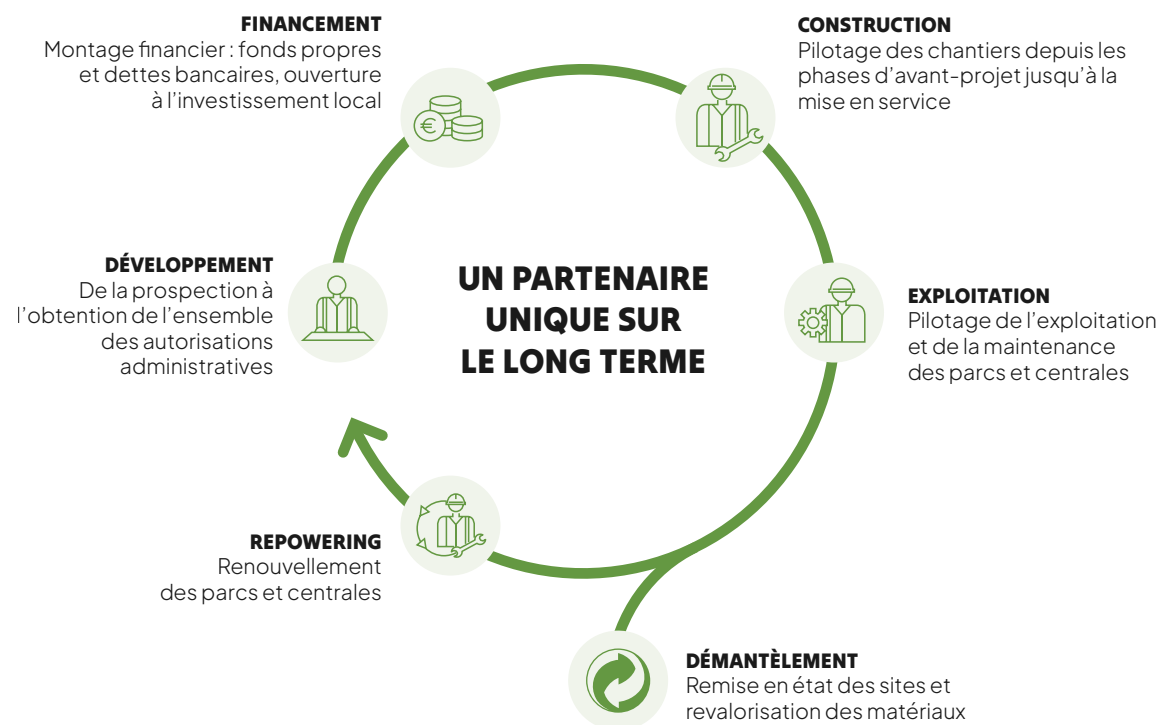 FINANCEMENT
Montage financier : fonds propres
et dettes bancaires, ouverture
à l'investissement local
CONSTRUCTION
Pilotage des chantiers depuis les
phases d'avant-projet jusqu'à la
mise en service
DÉVELOPPEMENT
De la prospection à
l'obtention de l'ensemble
des autorisations
administratives
UN PARTENAIRE
UNIQUE SUR
LE LONG TERME
EXPLOITATION
Pilotage de l'exploitation
et de la maintenance
des parcs et centrales
REPOWERING
Renouvellement
des parcs et centrales
DÉMANTÈLEMENT
Remise en état des sites et
revalorisation des matériaux